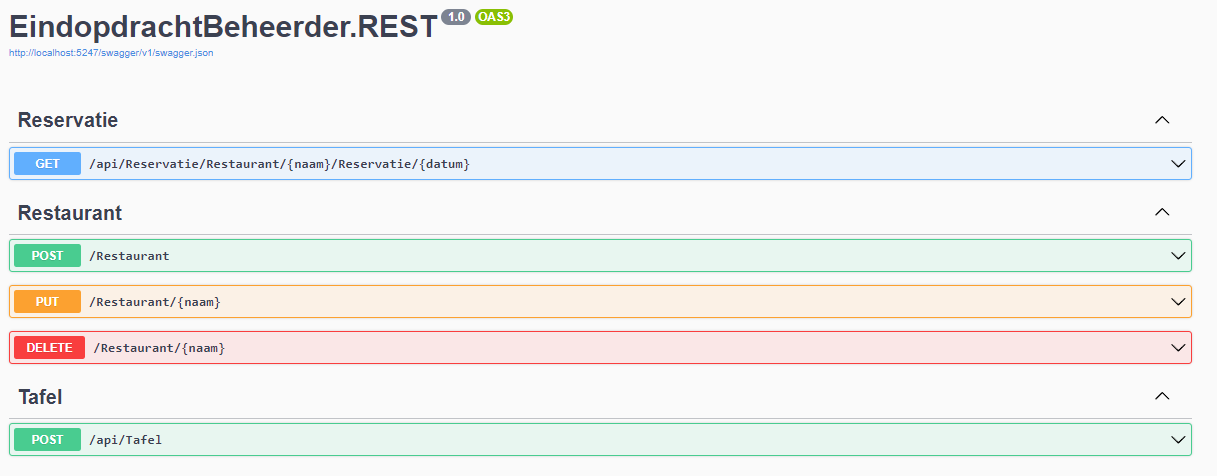 EindopdrachtBeheerder.REST 1.0 OAS3
http://localhost:5247/swagger/v1/swagger.json
Reservatie
GET /api/Reservatie/Restaurant/{naam}/Reservatie/{datum}
Restaurant
POST /Restaurant
PUT /Restaurant/{naam}
DELETE /Restaurant/{naam}
Tafel
POST /api/Tafel